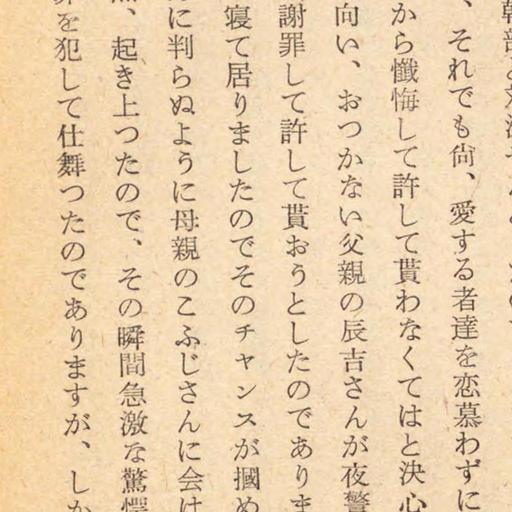 、それでも尙、愛する者達を恋慕わずに
から懺悔して許して貰わなくてはと決心
向い、おつかない父親の辰吉さんが夜警
謝罪して許して貰おうとしたのでありま
寝て居りましたのでそのチャンスが摑め
に判らぬように母親のこふじさんに会け
、起き上つたので、その瞬間急激な驚愕
を犯して仕舞つたのでありますが、しか